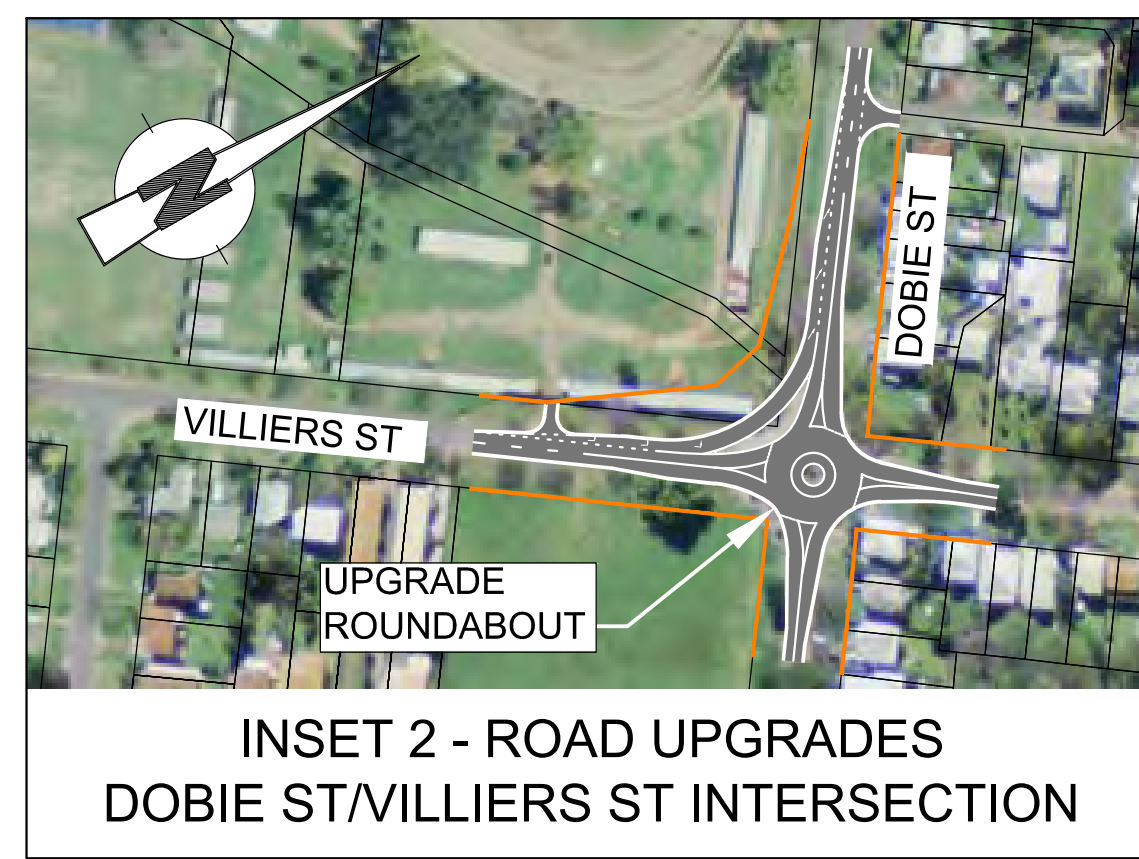 N
DOBIE ST
VILLIERS ST
UPGRADE
ROUNDABOUT
INSET 2 - ROAD UPGRADES
DOBIE ST/VILLIERS ST INTERSECTION